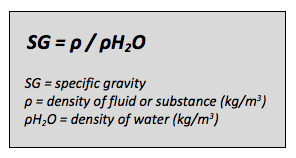 SG = ρ / ρH₂O
SG = specific gravity
ρ = density of fluid or substance (kg/m³)
ρH₂O = density of water (kg/m³)